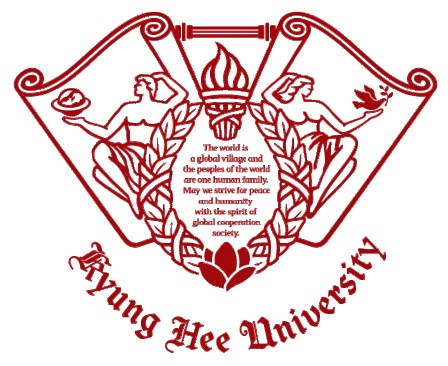 The world is
a global village and
the peoples of the world
are one human family.
May we strive for peace
and humanity
with the spirit of
global cooperation
society.
Kyung Hee University